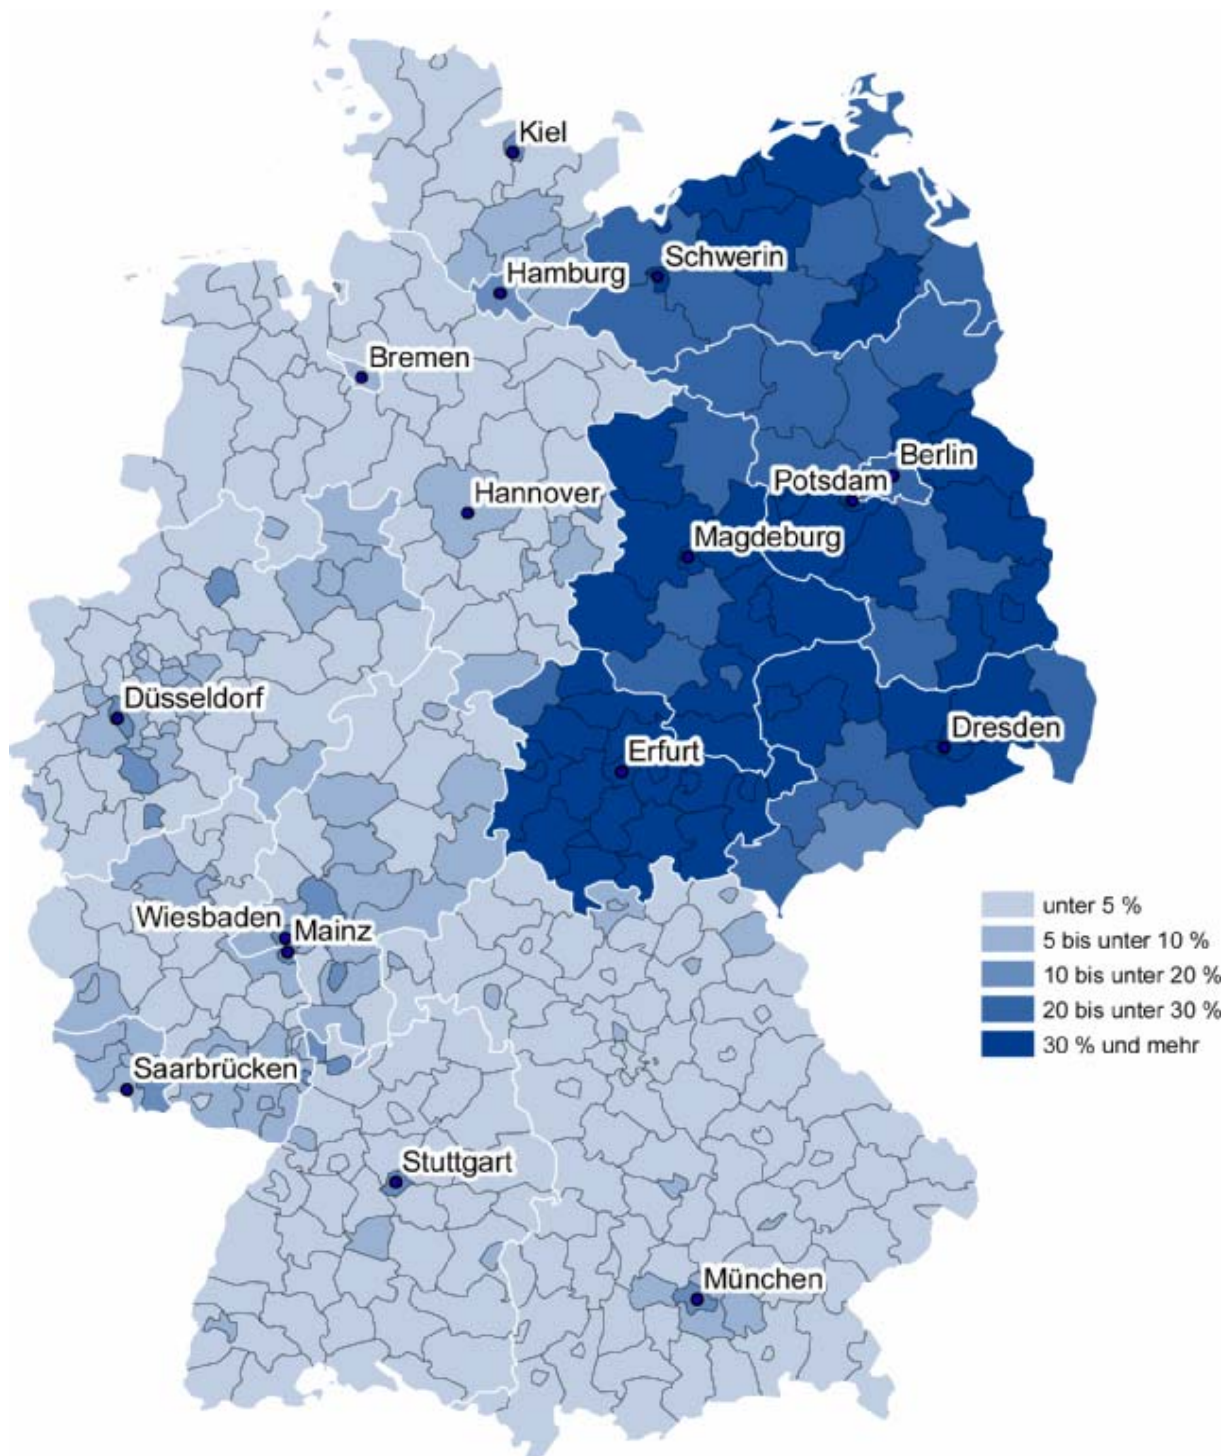 Kiel
Schwerin
Hamburg
Bremen
Berlin
Potsdam
Hannover
Magdeburg
Düsseldorf
Dresden
Erfurt
Wiesbaden
Mainz
unter 5 %
5 bis unter 10 %
10 bis unter 20 %
20 bis unter 30 %
30 % und mehr
Saarbrücken
Stuttgart
München